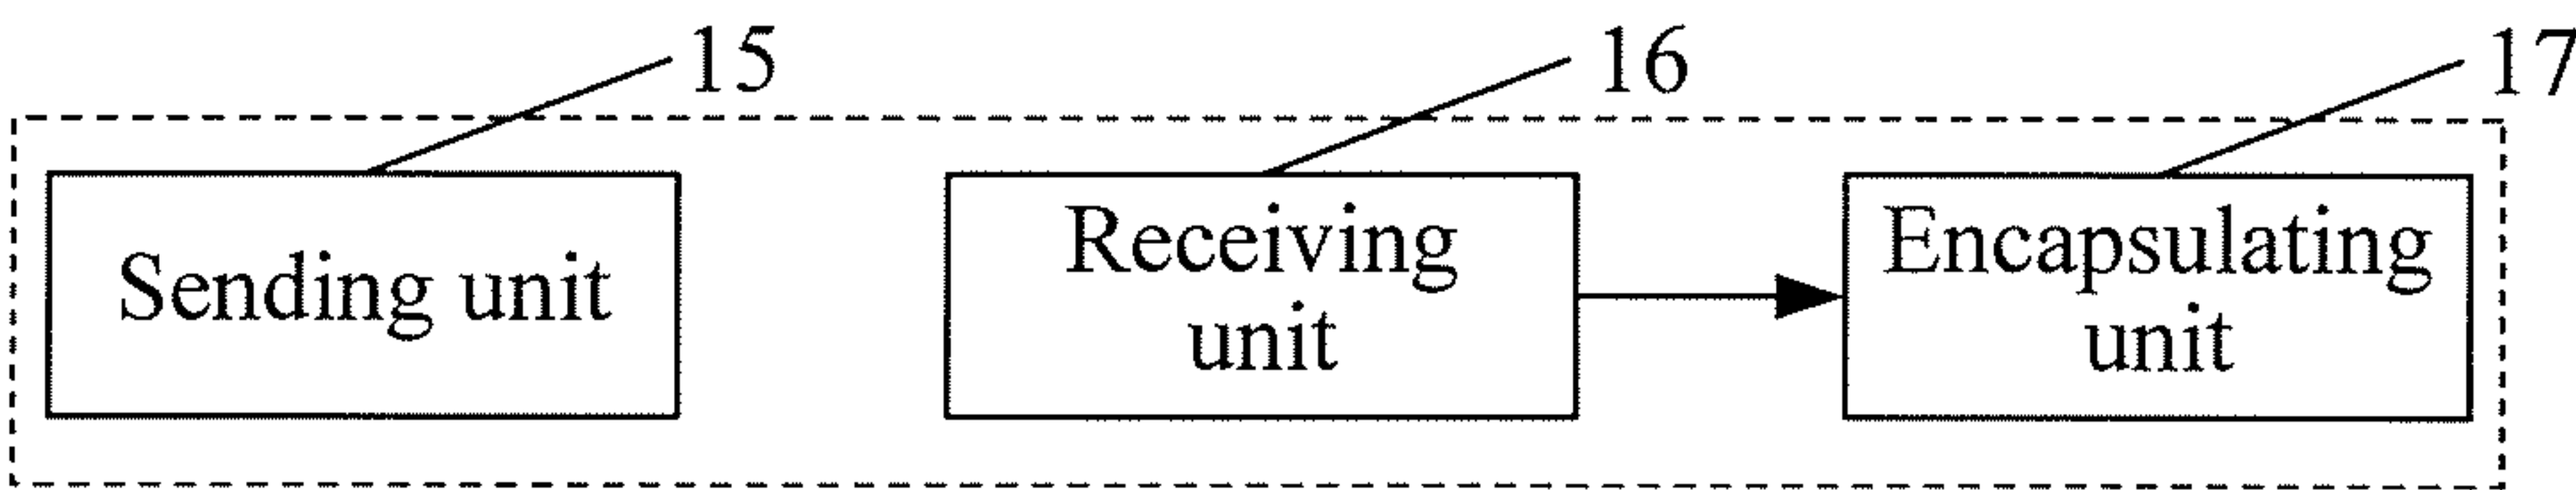 15
16
17
Sending unit
Receiving
unit
Encapsulating
unit